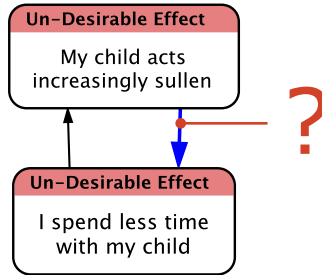 Un-Desirable Effect
My child acts
increasingly sullen
?
Un-Desirable Effect
I spend less time
with my child